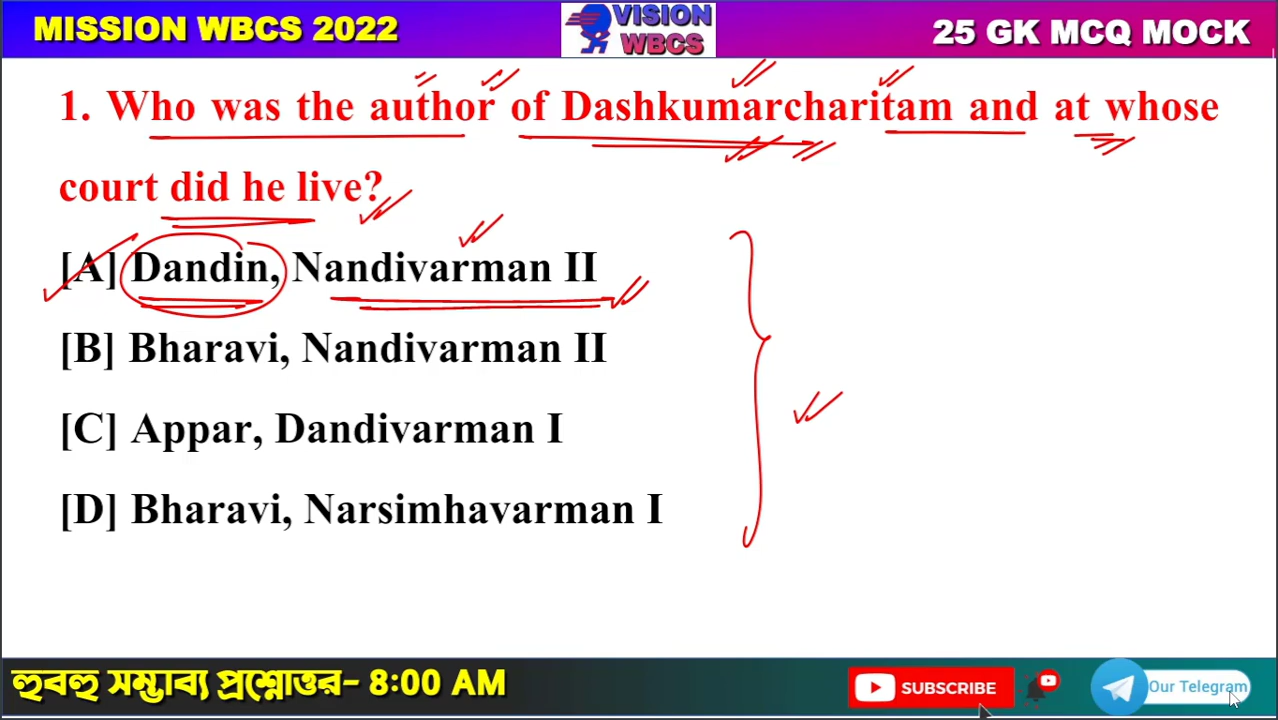 MISSION WBCS 2022
VISION
WBCS
25 GK MCQ MOCK
1. Who was the author of Dashkumarcharitam and at whose
court did he live?
[A] Dandin, Nandivarman II
[B] Bharavi, Nandivarman II
[C] Appar, Dandivarman I
[D] Bharavi, Narsimhavarman I
হুবহু সম্ভাব্য প্রশ্নোত্তর- 8:00 AM
SUBSCRIBE
Our Telegram